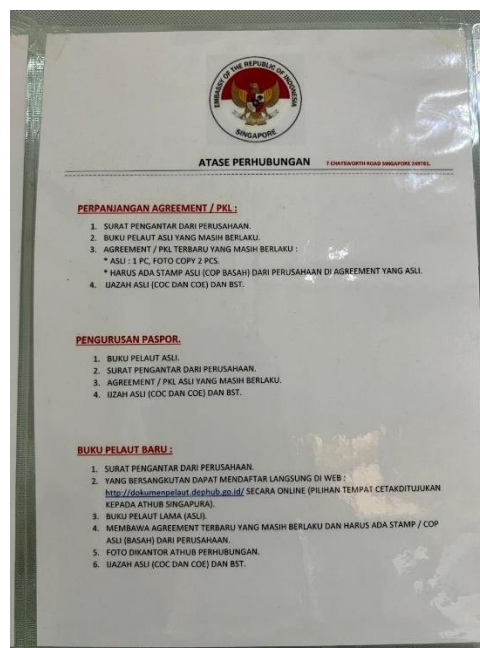 EMBASSY OF THE REPUBLIC OF INDONESIA
SINGAPORE
ATASE PERHUBUNGAN 7 CHATSWORTH ROAD SINGAPORE 249761.
PERPANJANGAN AGREEMENT / PKL :
1. SURAT PENGANTAR DARI PERUSAHAAN.
2. BUKU PELAUT ASLI YANG MASIH BERLAKU.
3. AGREEMENT / PKL TERBARU YANG MASIH BERLAKU :
* ASLI : 1 PC, FOTO COPY 2 PCS.
* HARUS ADA STAMP ASLI (COP BASAH) DARI PERUSAHAAN DI AGREEMENT YANG ASLI.
4. IJAZAH ASLI (COC DAN COE) DAN BST.
PENGURUSAN PASPOR.
1. BUKU PELAUT ASLI.
2. SURAT PENGANTAR DARI PERUSAHAAN.
3. AGREEMENT / PKL ASLI YANG MASIH BERLAKU.
4. IJZAH ASLI (COC DAN COE) DAN BST.
BUKU PELAUT BARU :
1. SURAT PENGANTAR DARI PERUSAHAAN.
2. YANG BERSANGKUTAN DAPAT MENDAFTAR LANGSUNG DI WEB :
http://dokumenpelaut.dephub.go.id/ SECARA ONLINE (PILIHAN TEMPAT CETAKDITUJUKAN
KEPADA ATHUB SINGAPURA).
3. BUKU PELAUT LAMA (ASLI).
4. MEMBAWA AGREEMENT TERBARU YANG MASIH BERLAKU DAN HARUS ADA STAMP / COP
ASLI (BASAH) DARI PERUSAHAAN.
5. FOTO DIKANTOR ATHUB PERHUBUNGAN.
6. IJAZAH ASLI (COC DAN COE) DAN BST.